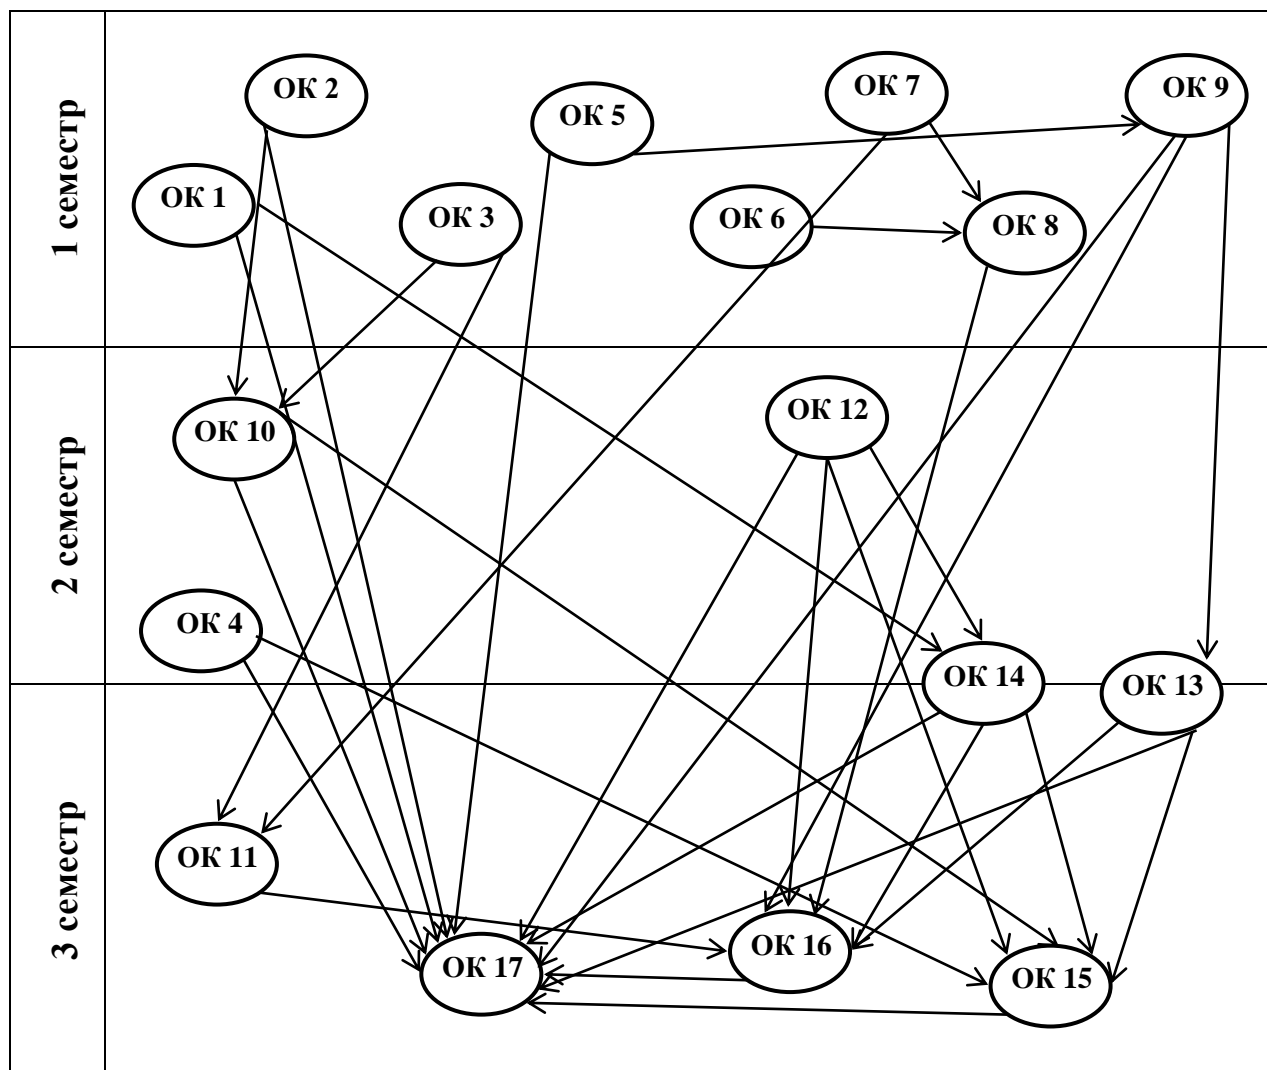 1 семестр
ОК 2
ОК 7
ОК 9
ОК 5
ОК 1
ОК 3
ОК 6
ОК 8
2 семестр
ОК 12
ОК 10
ОК 4
ОК 14
ОК 13
3 семестр
ОК 11
ОК 16
ОК 17
ОК 15